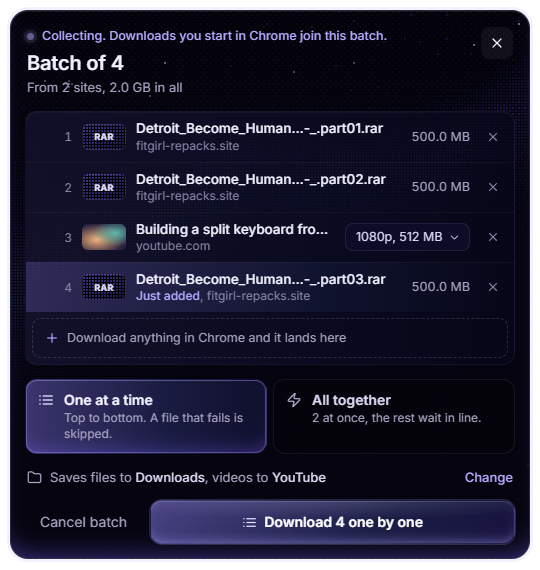 Collecting. Downloads you start in Chrome join this batch.
Batch of 4
From 2 sites, 2.0 GB in all
1 RAR Detroit_Become_Human...-_.part01.rar 500.0 MB
fitgirl-repacks.site
2 RAR Detroit_Become_Human...-_.part02.rar 500.0 MB
fitgirl-repacks.site
3 Building a split keyboard fro... 1080p, 512 MB
youtube.com
4 RAR Detroit_Become_Human...-_.part03.rar 500.0 MB
Just added, fitgirl-repacks.site
Download anything in Chrome and it lands here
One at a time
Top to bottom. A file that fails is
skipped.
All together
2 at once, the rest wait in line.
Saves files to Downloads, videos to YouTube Change
Cancel batch Download 4 one by one